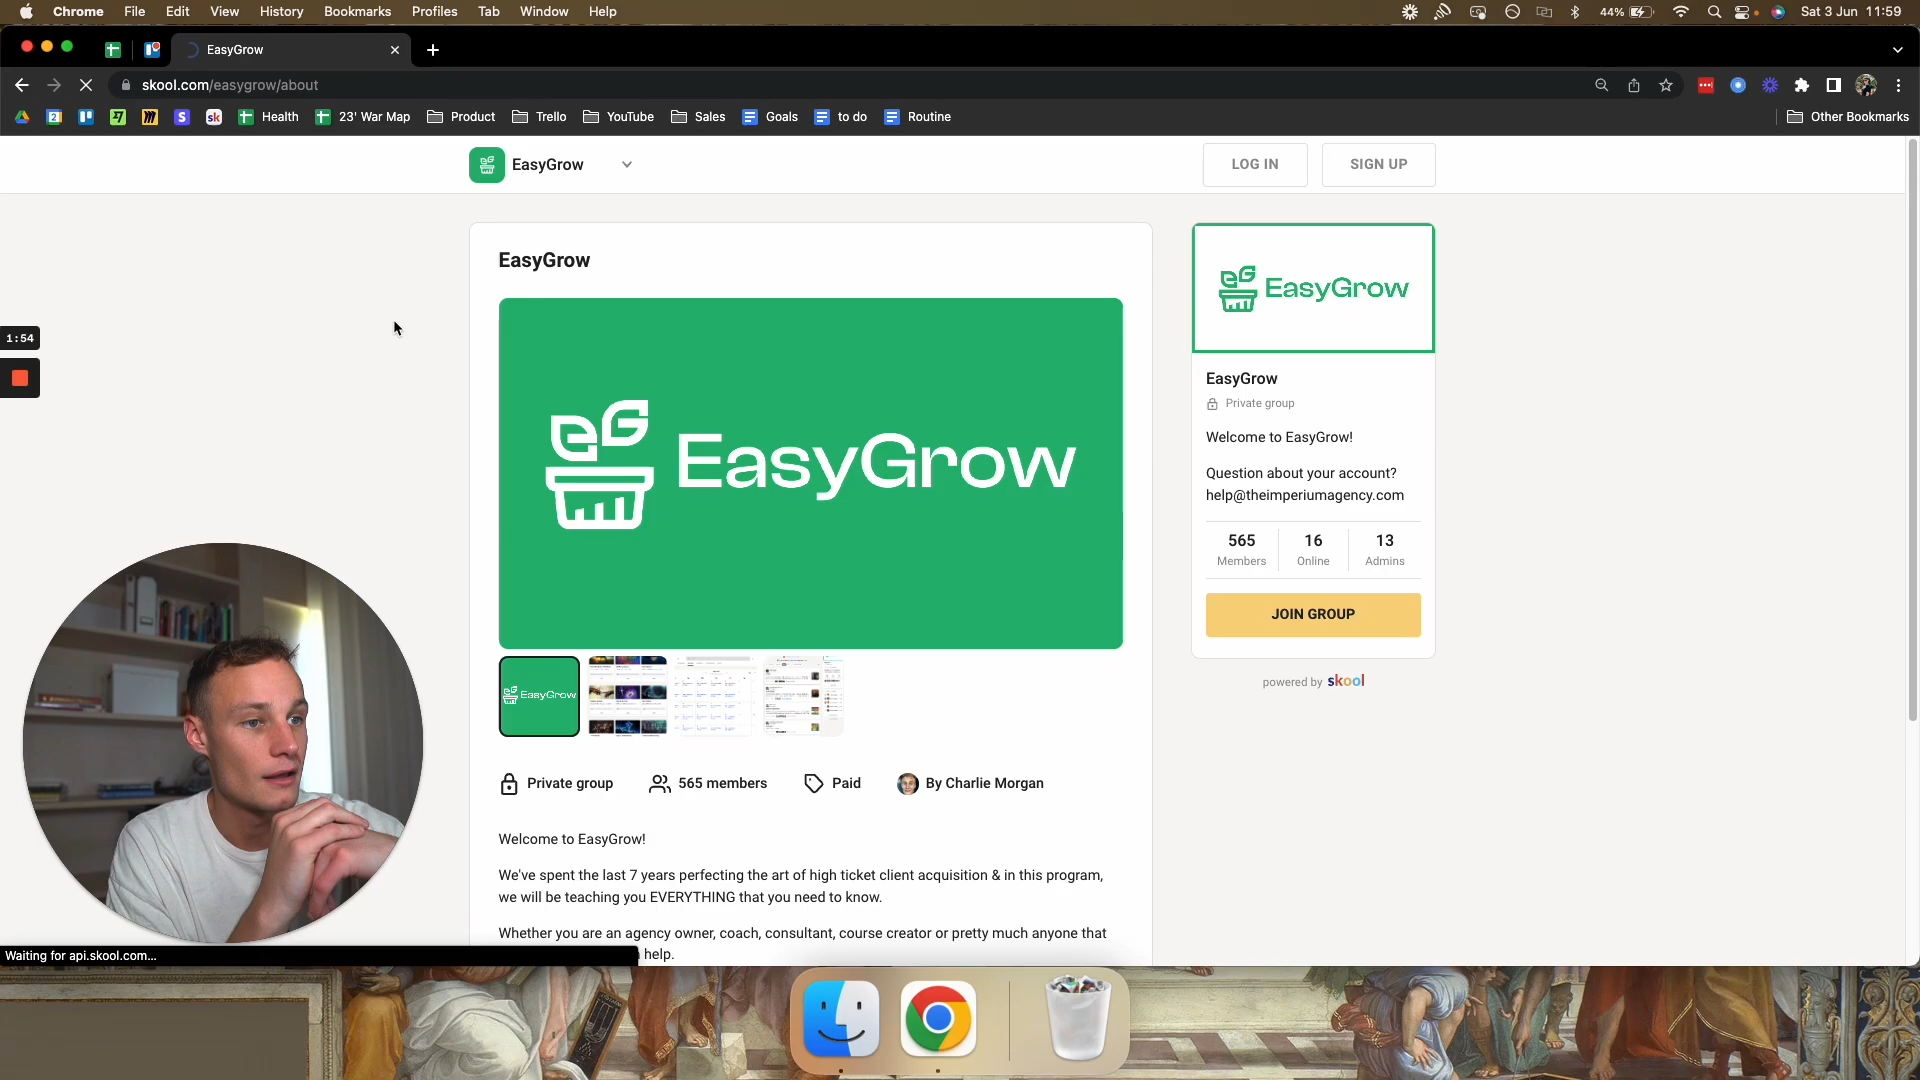 Chrome File Edit View History Bookmarks Profiles Tab Window Help 44% Sat 3 Jun 11:59
EasyGrow
skool.com/easygrow/about
Health 23' War Map Product Trello YouTube Sales Goals to do Routine Other Bookmarks
EasyGrow LOG IN SIGN UP
EasyGrow
EasyGrow
EasyGrow
Private group 565 members Paid By Charlie Morgan
Welcome to EasyGrow!
We've spent the last 7 years perfecting the art of high ticket client acquisition & in this program,
we will be teaching you EVERYTHING that you need to know.
Whether you are an agency owner, coach, consultant, course creator or pretty much anyone that
help.
EasyGrow
EasyGrow
Private group
Welcome to EasyGrow!
Question about your account?
help@theimperiumagency.com
565 16 13
Members Online Admins
JOIN GROUP
powered by skool
1:54
Waiting for api.skool.com...